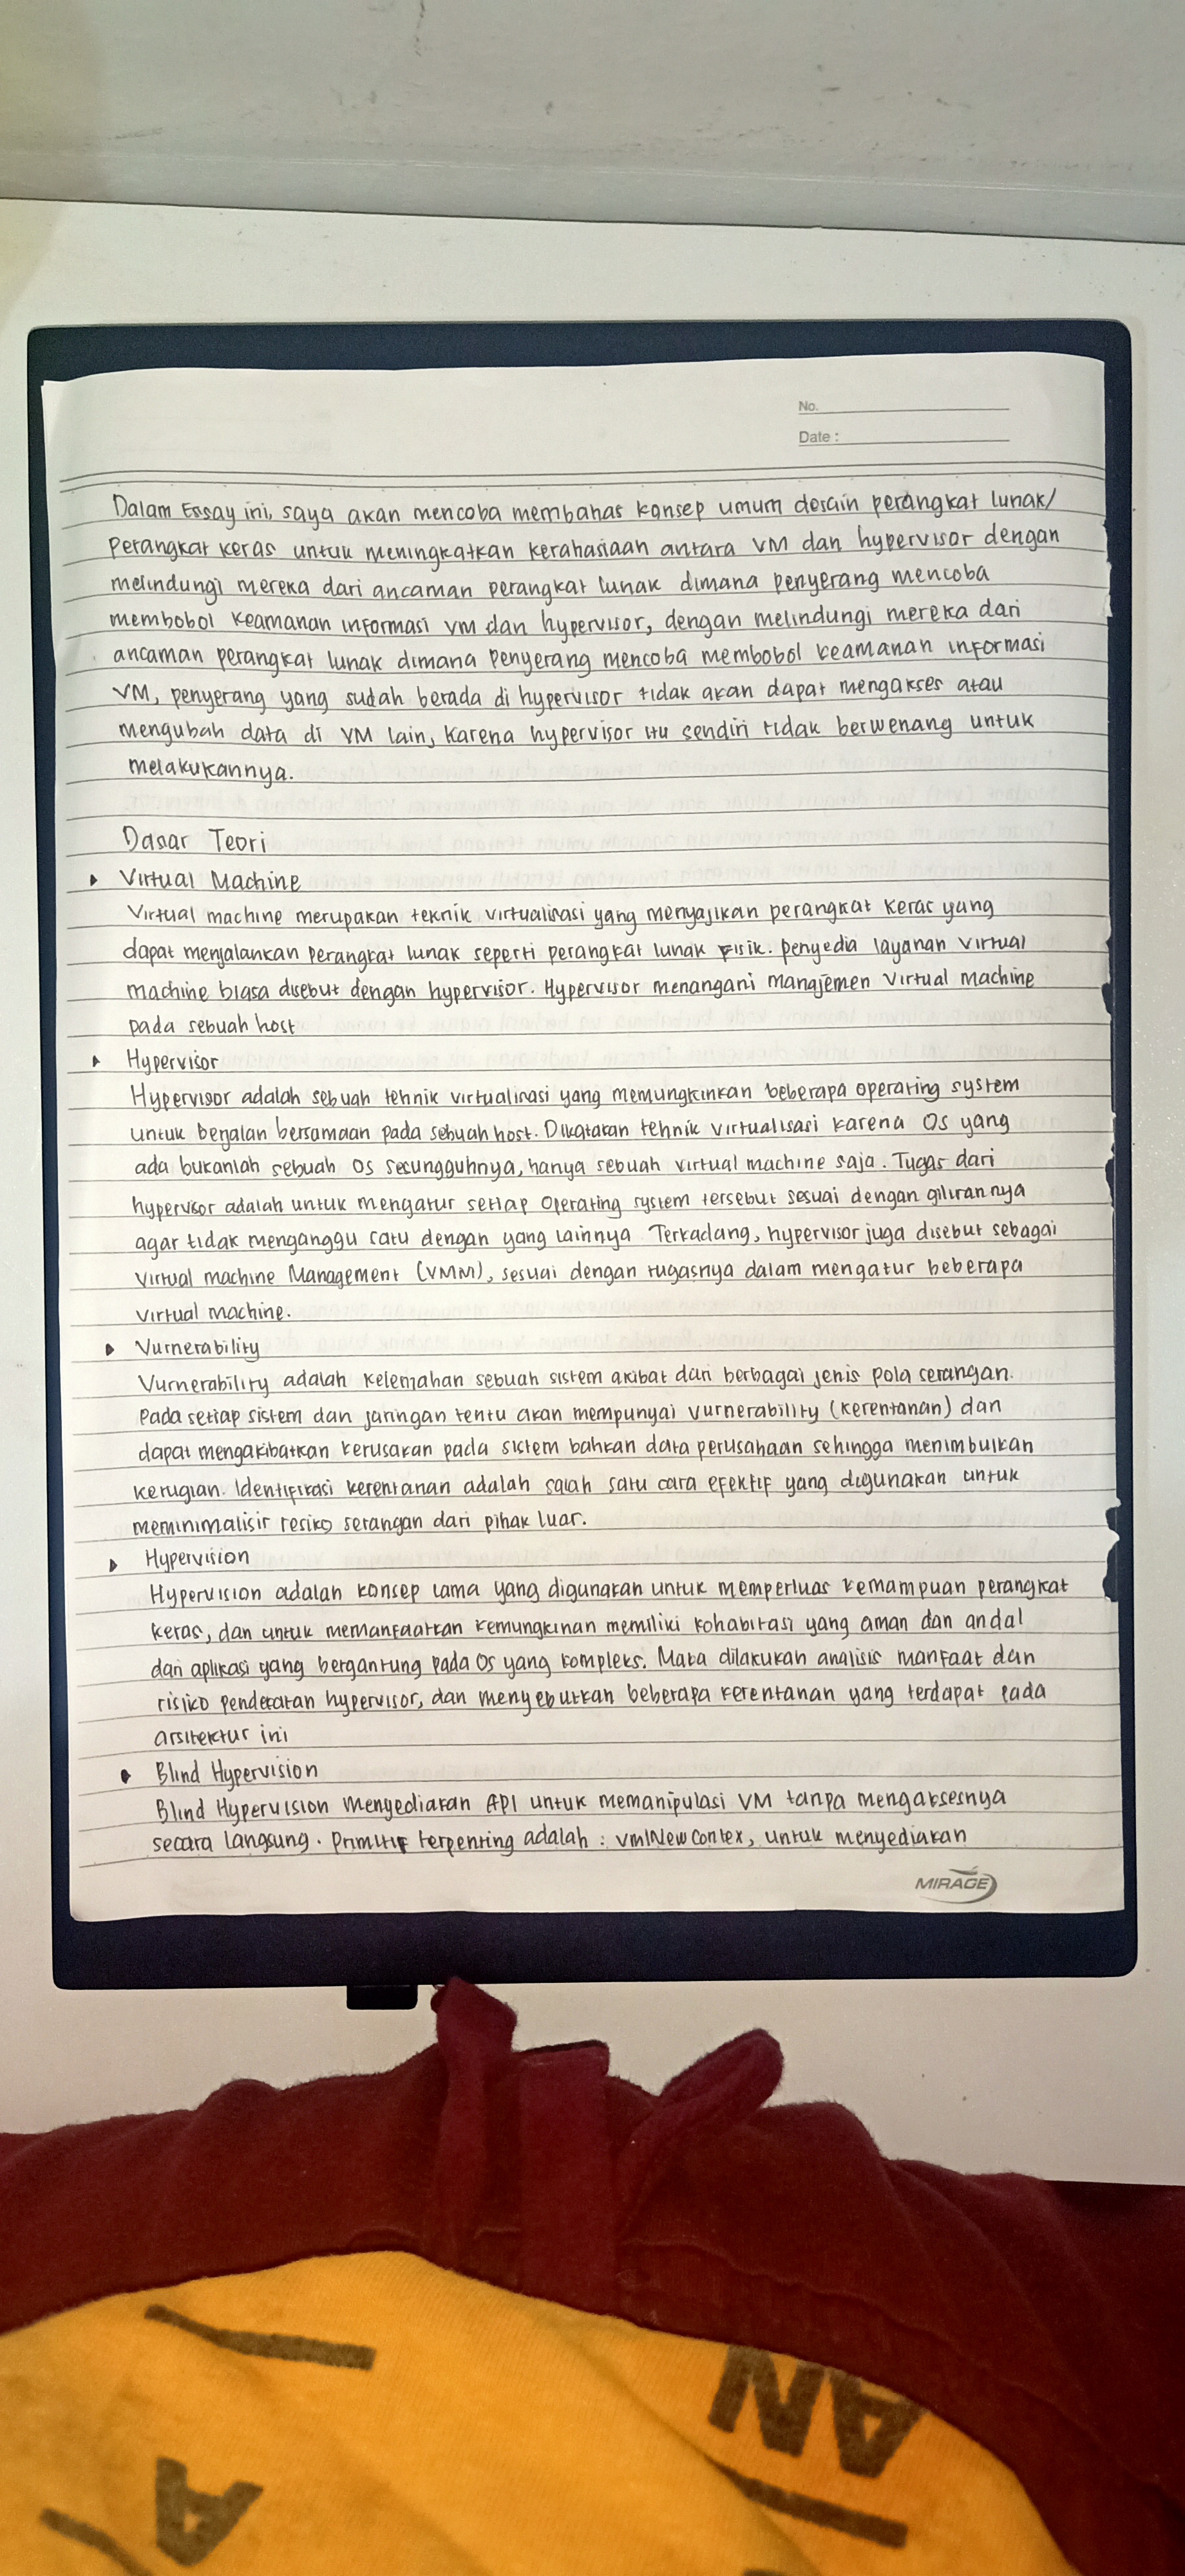 No.
Date :
Dalam Essay ini, saya akan mencoba membahas konsep umum desain perangkat lunak/
perangkat keras untuk meningkatkan kerahasiaan antara VM dan hypervisor dengan
melindungi mereka dari ancaman perangkat lunak dimana penyerang mencoba
membobol keamanan informasi VM dan hypervisor, dengan melindungi mereka dari
ancaman perangkat lunak dimana penyerang mencoba membobol keamanan informasi
VM, penyerang yang sudah berada di hypervisor tidak akan dapat mengakses atau
mengubah data di VM lain, karena hypervisor itu sendiri tidak berwenang untuk
melakukannya.
Dasar Teori
Virtual Machine
Virtual machine merupakan teknik virtualisasi yang menyajikan perangkat keras yang
dapat menjalankan perangkat lunak seperti perangkat lunak fisik. penyedia layanan virtual
machine biasa disebut dengan hypervisor. Hypervisor menangani manajemen virtual machine
pada sebuah host
Hypervisor
Hypervisor adalah sebuah tehnik virtualisasi yang memungkinkan beberapa operating system
untuk berjalan bersamaan pada sebuah host. Dikatakan tehnik virtualisasi karena OS yang
ada bukanlah sebuah OS sesungguhnya, hanya sebuah virtual machine saja. Tugas dari
hypervisor adalah untuk mengatur setiap operating system tersebut sesuai dengan gilirannya
agar tidak menganggu satu dengan yang lainnya Terkadang, hypervisor juga disebut sebagai
Virtual machine Management (VMM), sesuai dengan tugasnya dalam mengatur beberapa
virtual machine.
Vurnerability
Vurnerability adalah kelemahan sebuah sistem akibat dari berbagai jenis pola serangan.
Pada setiap sistem dan jaringan tentu akan mempunyai vurnerability (kerentanan) dan
dapat mengakibatkan kerusakan pada sistem bahkan data perusahaan sehingga menimbulkan
kerugian. Identifikasi kerentanan adalah salah satu cara efektif yang digunakan untuk
meminimalisir resiko serangan dari pihak luar.
Hypervision
Hypervision adalah konsep lama yang digunakan untuk memperluas kemampuan perangkat
keras, dan untuk memanfaatkan kemungkinan memiliki kohabitasi yang aman dan andal
dari aplikasi yang bergantung pada OS yang kompleks. Maka dilakukan analisis manfaat dan
risiko pendekatan hypervisor, dan menyebutkan beberapa kerentanan yang terdapat pada
arsitektur ini
Blind Hypervision
Blind Hypervision menyediakan API untuk memanipulasi VM tanpa mengaksesnya
secara langsung. Primitif terpenting adalah : vmlNewContex, untuk menyediakan
MIRAGE
AN
A